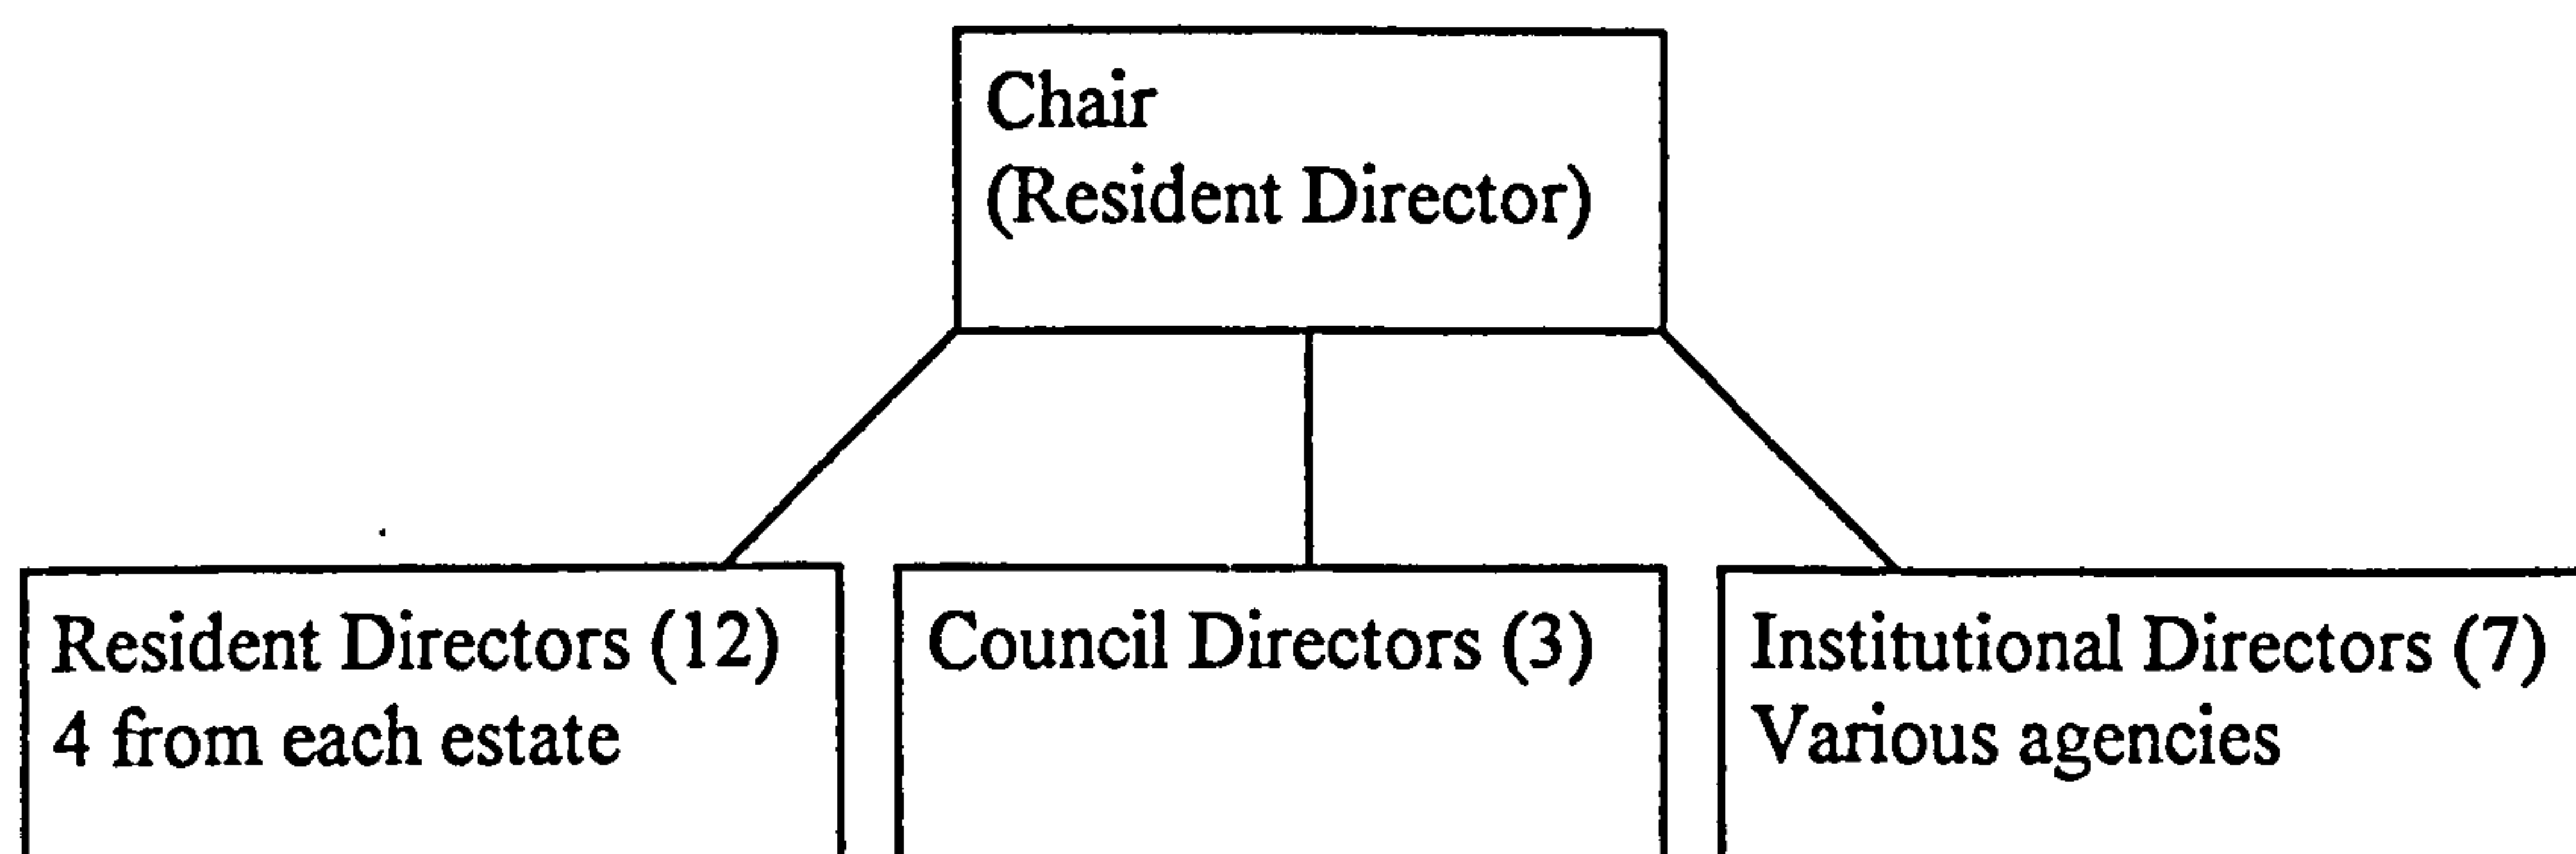 Chair
(Resident Director)
Resident Directors (12)
4 from each estate
Council Directors (3)
Institutional Directors (7)
Various agencies